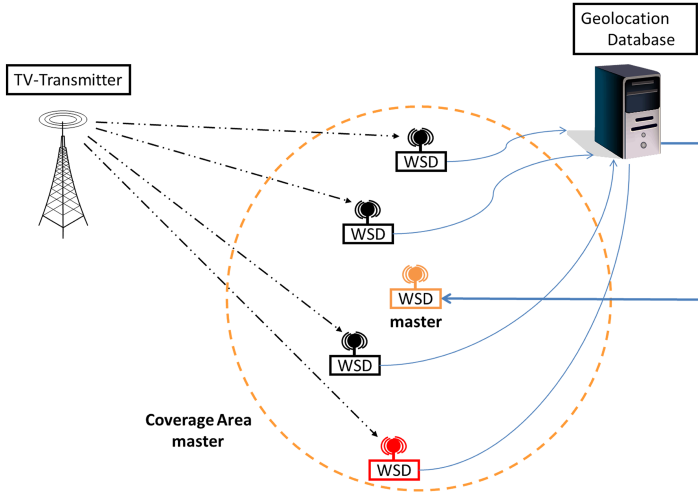 Geolocation
Database
TV-Transmitter
WSD
WSD
WSD
master
WSD
Coverage Area
master
WSD